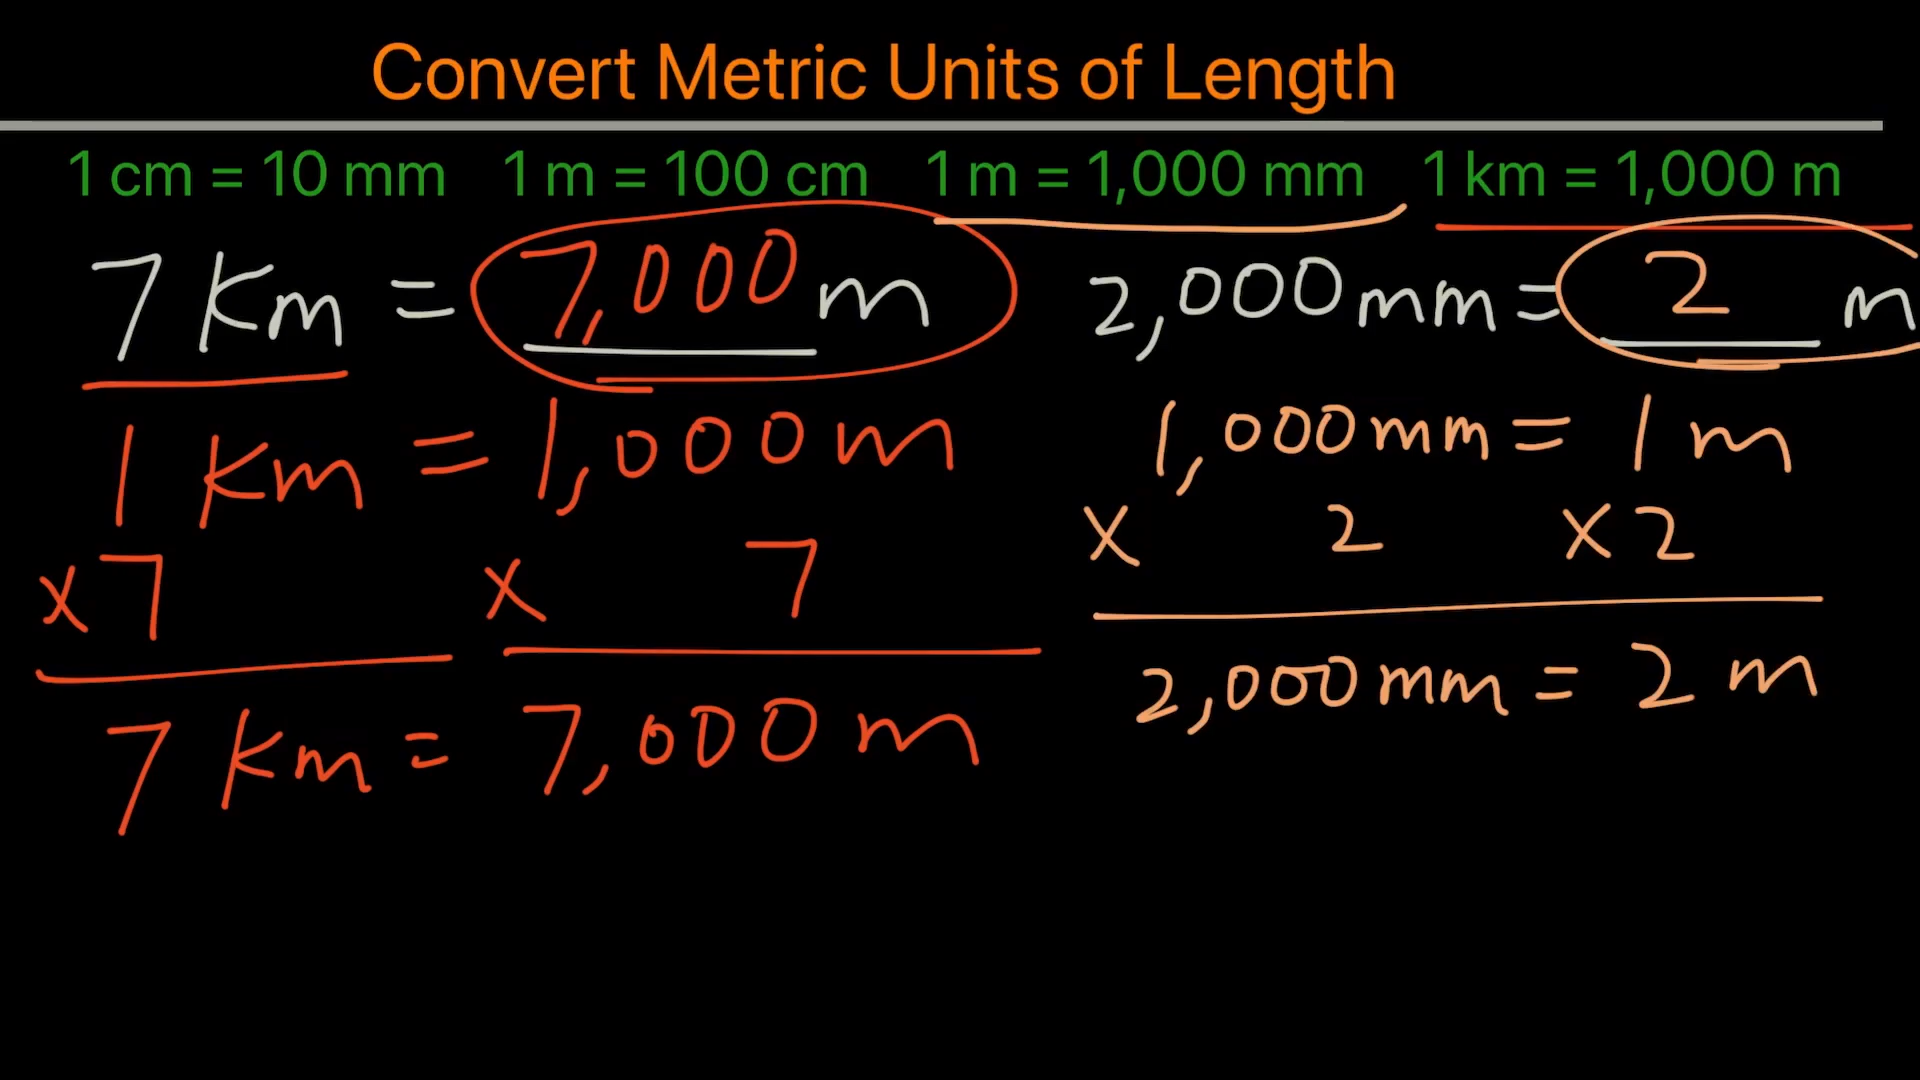 Convert Metric Units of Length
1 cm = 10 mm 1 m = 100 cm 1 m = 1,000 mm 1 km = 1,000 m
7 Km = 7,000 m 2,000 mm = 2 m
1 Km = 1,000 m 1,000 mm = 1 m
x 7 x 7 x 2 x 2
7 Km = 7,000 m 2,000 mm = 2 m